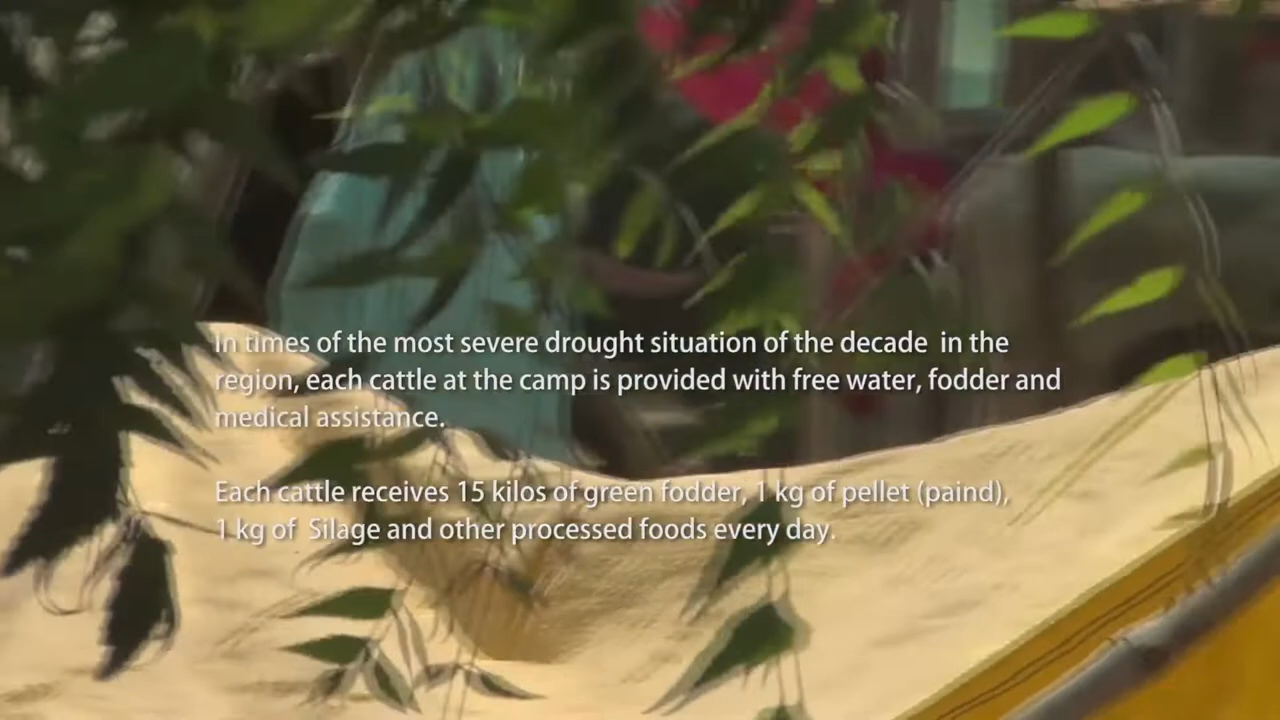 In times of the most severe drought situation of the decade  in the
region, each cattle at the camp is provided with free water, fodder and
medical assistance.
Each cattle receives 15 kilos of green fodder, 1 kg of pellet (paind),
1 kg of  Silage and other processed foods every day.